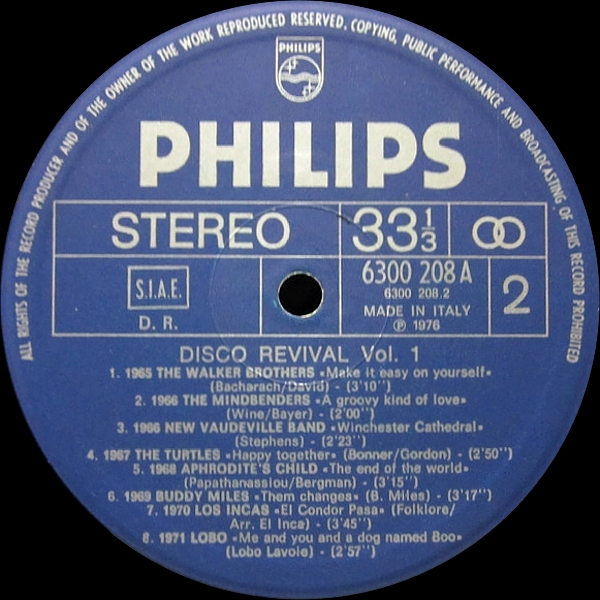 ALL RIGHTS OF THE RECORD PRODUCER AND OF THE OWNER OF THE WORK REPRODUCED RESERVED. COPYING, PUBLIC PERFORMANCE AND BROADCASTING OF THIS RECORD PROHIBITED
PHILIPS
PHILIPS
STEREO 33 1/3
S.I.A.E.
D. R.
6300 208 A
6300 208.2
MADE IN ITALY
℗ 1976
2
DISCO REVIVAL Vol. 1
1. 1965 THE WALKER BROTHERS «Make it easy on yourself»
(Bacharach/David) - (3'10'')
2. 1966 THE MINDBENDERS «A groovy kind of love»
(Wine/Bayer) - (2'00'')
3. 1966 NEW VAUDEVILLE BAND «Winchester Cathedral»
(Stephens) - (2'23'')
4. 1967 THE TURTLES «Happy together» (Bonner/Gordon) - (2'50'')
5. 1968 APHRODITE'S CHILD «The end of the world»
(Papathanassiou/Bergman) - (3'15'')
6. 1969 BUDDY MILES «Them changes» (B. Miles) - (3'17'')
7. 1970 LOS INCAS «El Condor Pasa» (Folklore/
Arr. El Inca) - (3'45'')
8. 1971 LOBO «Me and you and a dog named Boo»
(Lobo Lavoie) - (2'57'')